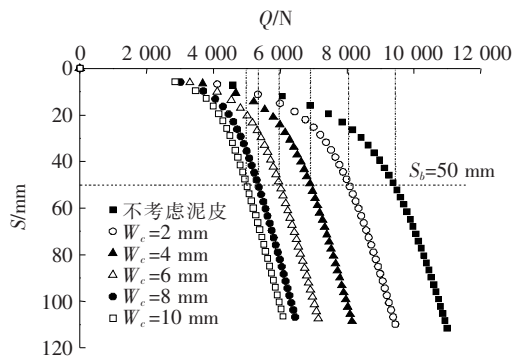 Q/N
0 2 000 4 000 6 000 8 000 10 000 12 000
0
20
40
60
80
100
120
S/mm
S_b=50 mm
■ 不考虑泥皮
○ W_c=2 mm
▲ W_c=4 mm
△ W_c=6 mm
● W_c=8 mm
□ W_c=10 mm